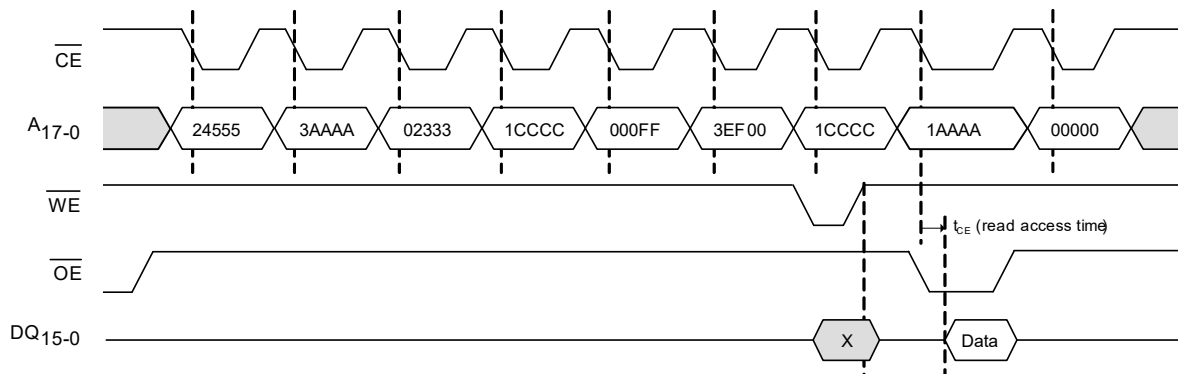 CE
A17-0 24555 3AAAA 02333 1CCCC 000FF 3EF00 1CCCC 1AAAA 00000
WE
tCE (read access time)
OE
DQ15-0 X Data